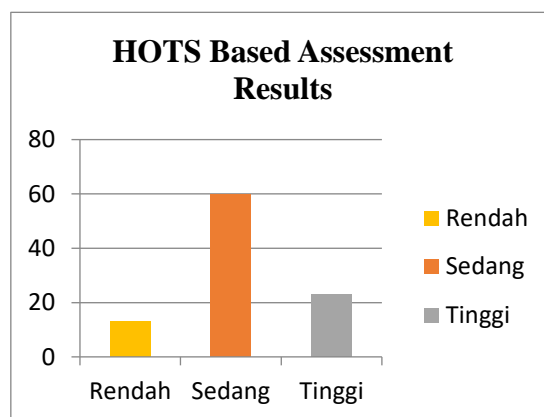 HOTS Based Assessment
Results
80
60
40
20
0
Rendah Sedang Tinggi
Rendah
Sedang
Tinggi